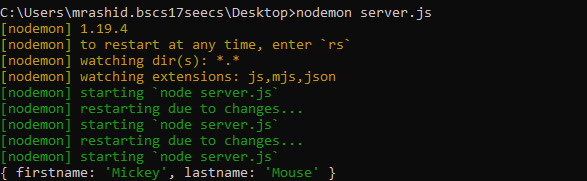 C:\Users\mrashid.bscs17seecs\Desktop>nodemon server.js
[nodemon] 1.19.4
[nodemon] to restart at any time, enter `rs`
[nodemon] watching dir(s): *.*
[nodemon] watching extensions: js,mjs,json
[nodemon] starting `node server.js`
[nodemon] restarting due to changes...
[nodemon] starting `node server.js`
[nodemon] restarting due to changes...
[nodemon] starting `node server.js`
{ firstname: 'Mickey', lastname: 'Mouse' }